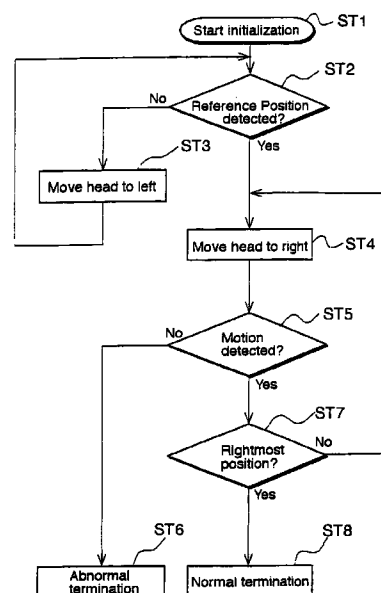 Start initialization
ST1
ST2
Reference Position
detected?
No
Yes
ST3
Move head to left
Move head to right
ST4
ST5
No
Motion
detected?
Yes
ST7
Rightmost
position?
No
Yes
ST6
ST8
Abnormal
termination
Normal termination